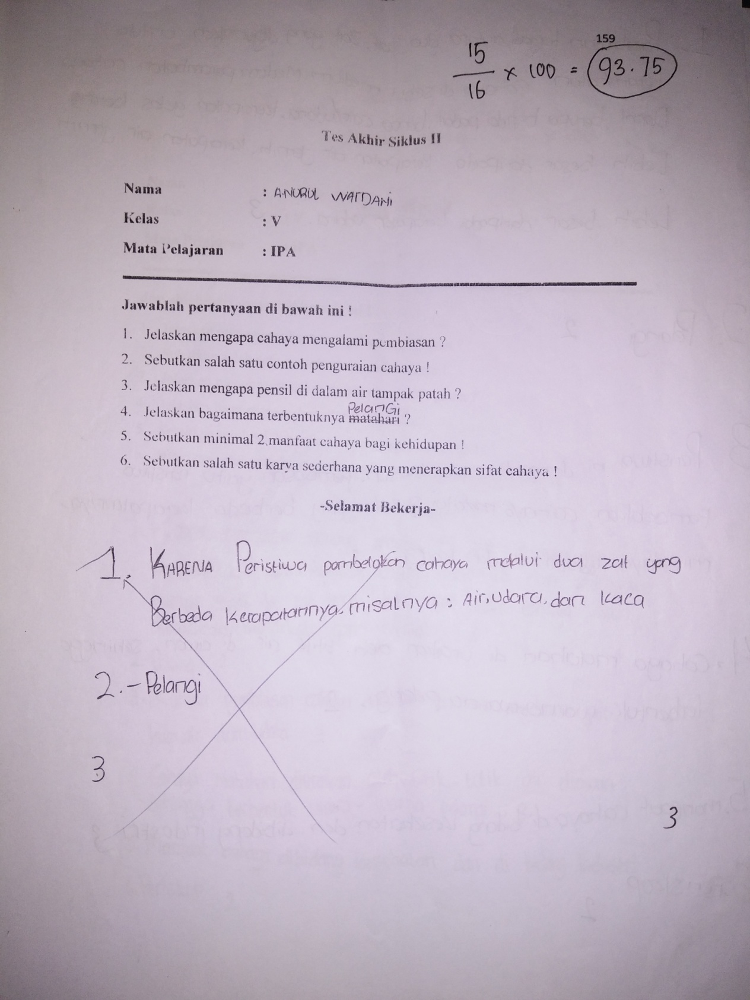 159
15
16
× 100 = 93.75
Tes Akhir Siklus II
Nama : A.NURUL WARDANi
Kelas : V
Mata Pelajaran : IPA
Jawablah pertanyaan di bawah ini !
1. Jelaskan mengapa cahaya mengalami pembiasan ?
2. Sebutkan salah satu contoh penguraian cahaya !
3. Jelaskan mengapa pensil di dalam air tampak patah ?
PelanGi
4. Jelaskan bagaimana terbentuknya matahari ?
5. Sebutkan minimal 2 manfaat cahaya bagi kehidupan !
6. Sebutkan salah satu karya sederhana yang menerapkan sifat cahaya !
-Selamat Bekerja-
1. KARENA Peristiwa pembelokan cahaya melalui dua zat yang
Berbeda Kerapatannya. misalnya : Air, Udara, dan kaca
2. - Pelangi
3
3